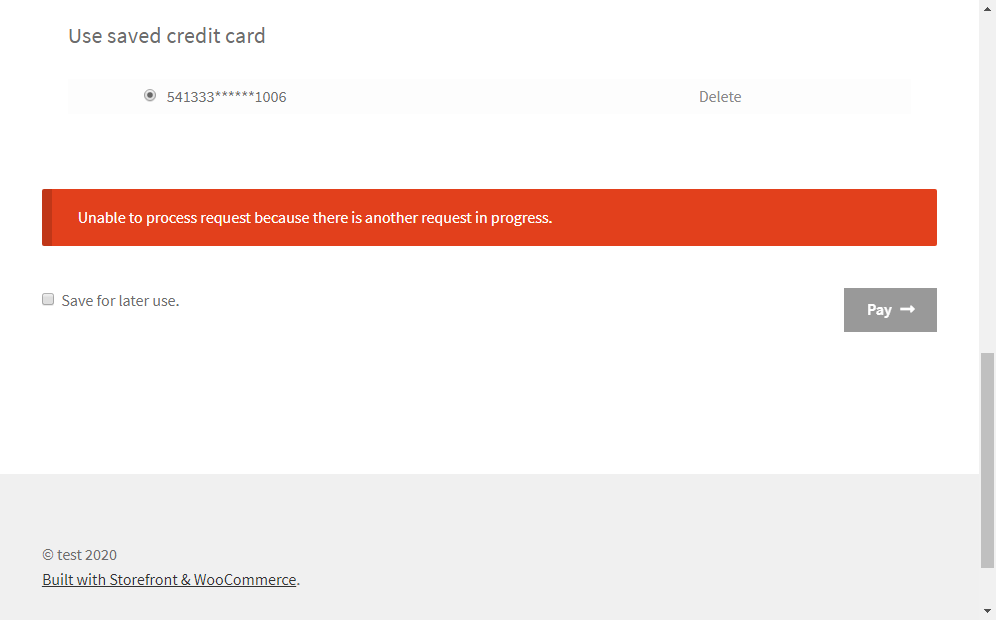 Use saved credit card
541333******1006 Delete
Unable to process request because there is another request in progress.
Save for later use.
Pay →
© test 2020
Built with Storefront & WooCommerce.